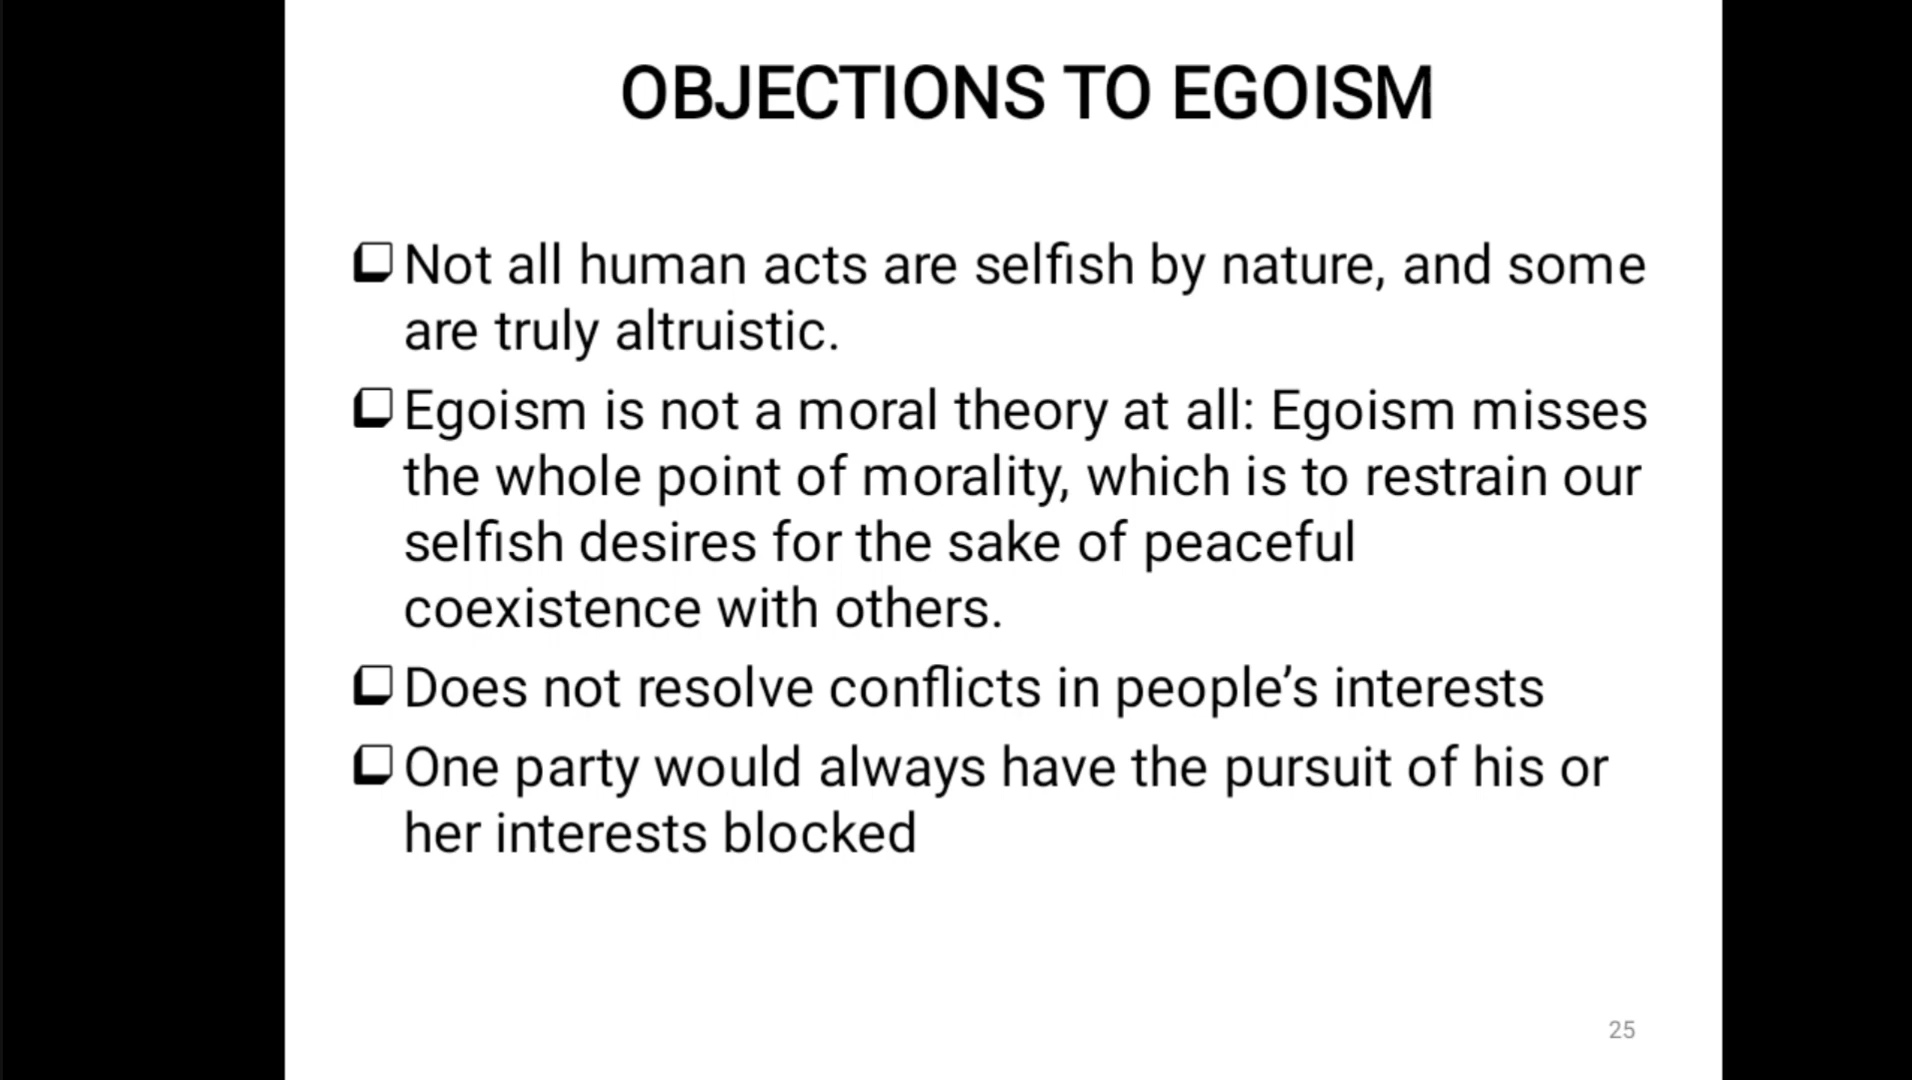 OBJECTIONS TO EGOISM
Not all human acts are selfish by nature, and some
are truly altruistic.
Egoism is not a moral theory at all: Egoism misses
the whole point of morality, which is to restrain our
selfish desires for the sake of peaceful
coexistence with others.
Does not resolve conflicts in people’s interests
One party would always have the pursuit of his or
her interests blocked
25